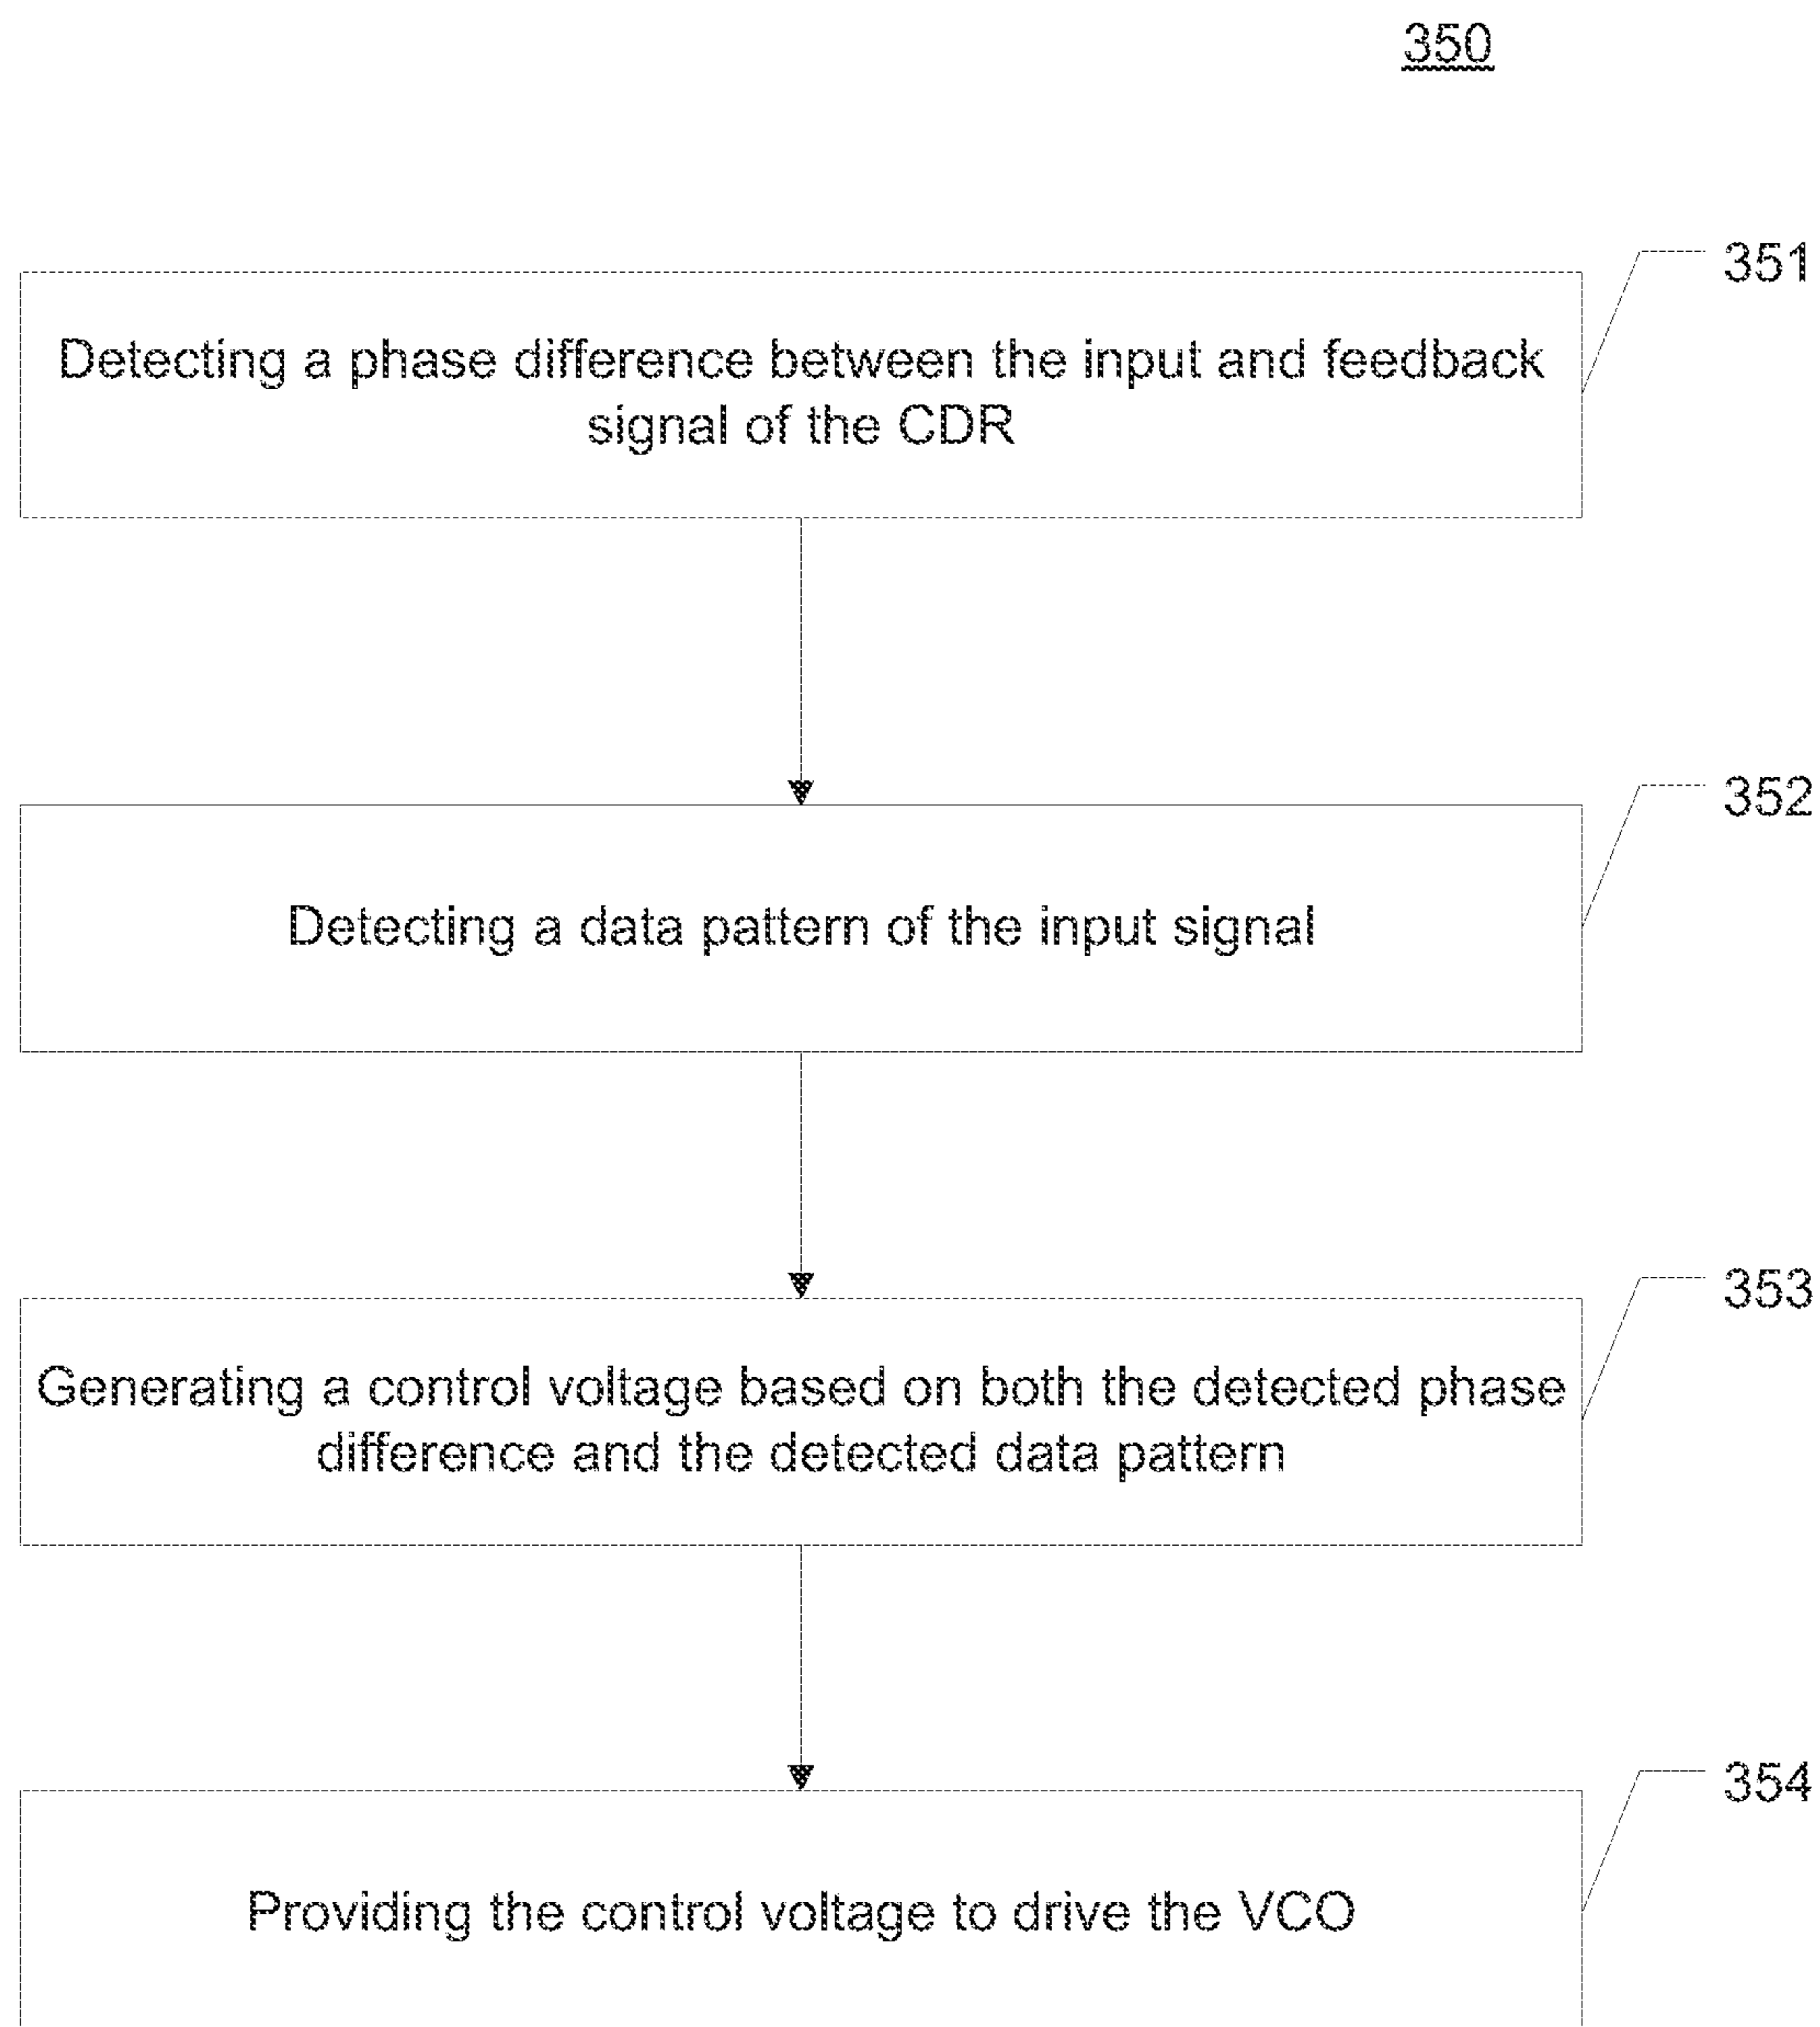 350
351
Detecting a phase difference between the input and feedback
signal of the CDR
352
Detecting a data pattern of the input signal
353
Generating a control voltage based on both the detected phase
difference and the detected data pattern
354
Providing the control voltage to drive the VCO